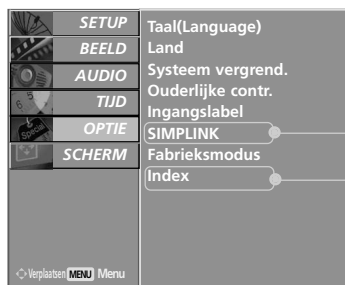 SETUP
BEELD
AUDIO
TIJD
OPTIE
SCHERM
Taal(Language)
Land
Systeem vergrend.
Ouderlijke contr.
Ingangslabel
SIMPLINK
Fabrieksmodus
Index
Verplaatsen MENU Menu